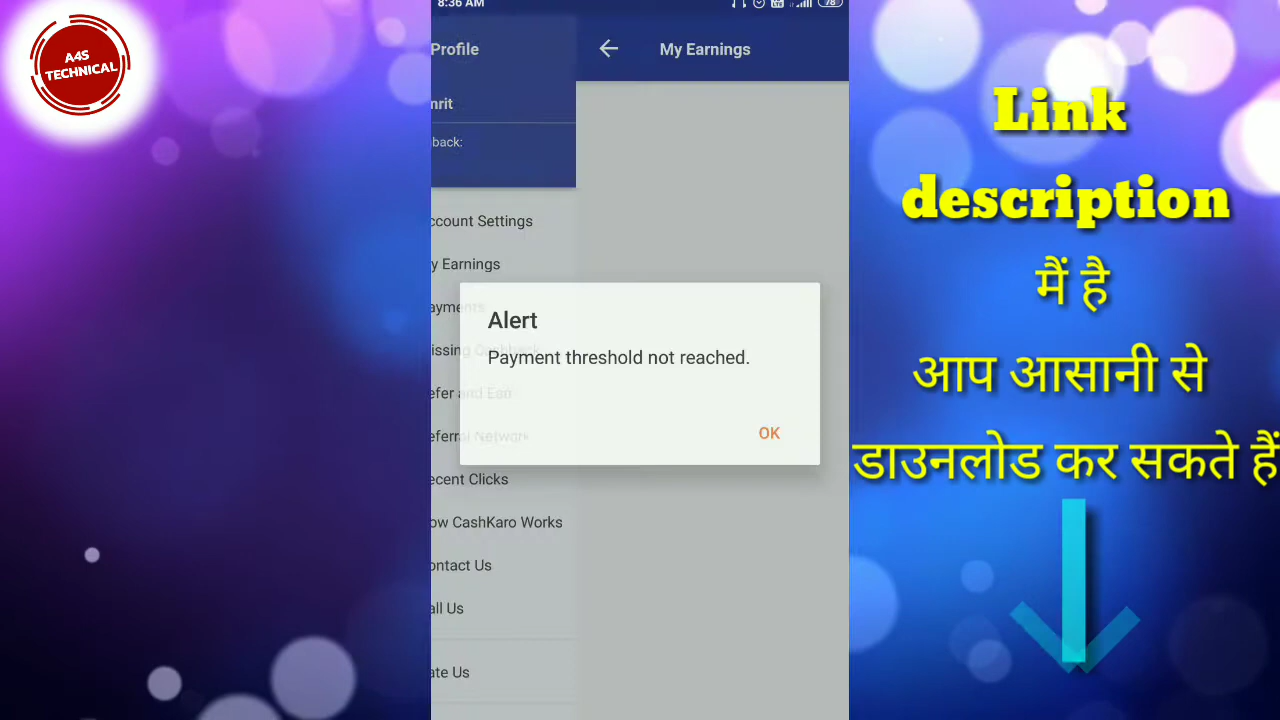 A4S
TECHNICAL
8:36 AM
78
Profile
nrit
back:
ccount Settings
y Earnings
ayments
issing Cashback
efer and Earn
eferral Network
ecent Clicks
ow CashKaro Works
ontact Us
all Us
ate Us
My Earnings
Alert
Payment threshold not reached.
OK
Link
description
मैं है
आप आसानी से
डाउनलोड कर सकते हैं